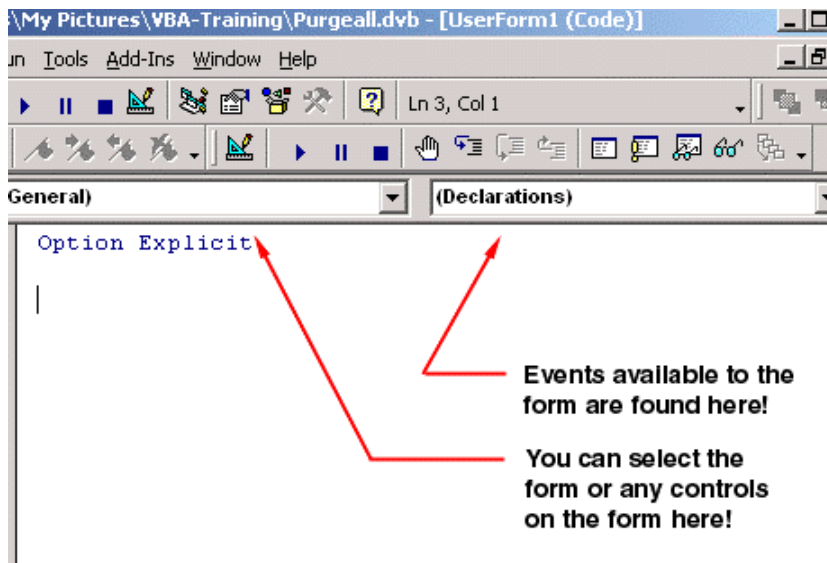 \My Pictures\VBA-Training\Purgeall.dvb - [UserForm1 (Code)]
un Tools Add-Ins Window Help
Ln 3, Col 1
General) (Declarations)
Option Explicit
Events available to the
form are found here!
You can select the
form or any controls
on the form here!